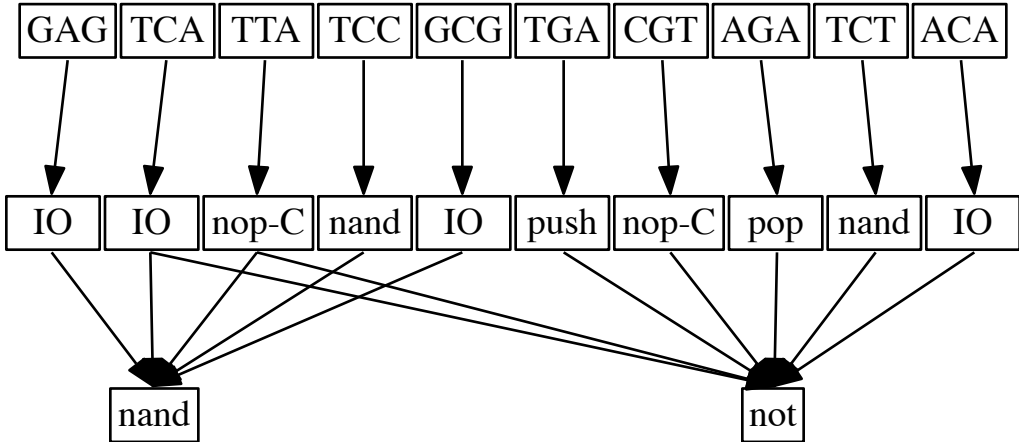 GAG TCA TTA TCC GCG TGA CGT AGA TCT ACA
IO IO nop-C nand IO push nop-C pop nand IO
nand not